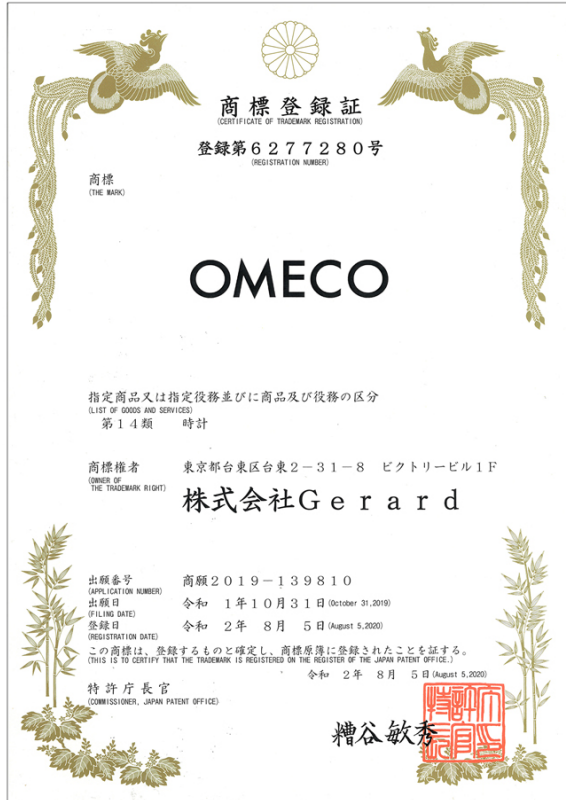 商標登録証
(CERTIFICATE OF TRADEMARK REGISTRATION)
登録第6277280号
(REGISTRATION NUMBER)
商標
(THE MARK)
OMECO
指定商品又は指定役務並びに商品及び役務の区分
(LIST OF GOODS AND SERVICES)
第14類 時計
商標権者 東京都台東区台東2-31-8 ビクトリービル1F
(OWNER OF THE TRADEMARK RIGHT)
株式会社Gerard
出願番号 商願2019-139810
(APPLICATION NUMBER)
出願日 令和 1年10月31日(October 31,2019)
(FILING DATE)
登録日 令和 2年 8月 5日(August 5,2020)
(REGISTRATION DATE)
この商標は、登録するものと確定し、商標原簿に登録されたことを証する。
(THIS IS TO CERTIFY THAT THE TRADEMARK IS REGISTERED ON THE REGISTER OF THE JAPAN PATENT OFFICE.)
令和 2年 8月 5日(August 5,2020)
特許庁長官
(COMMISSIONER, JAPAN PATENT OFFICE)
糟谷敏秀
特許庁長官之印